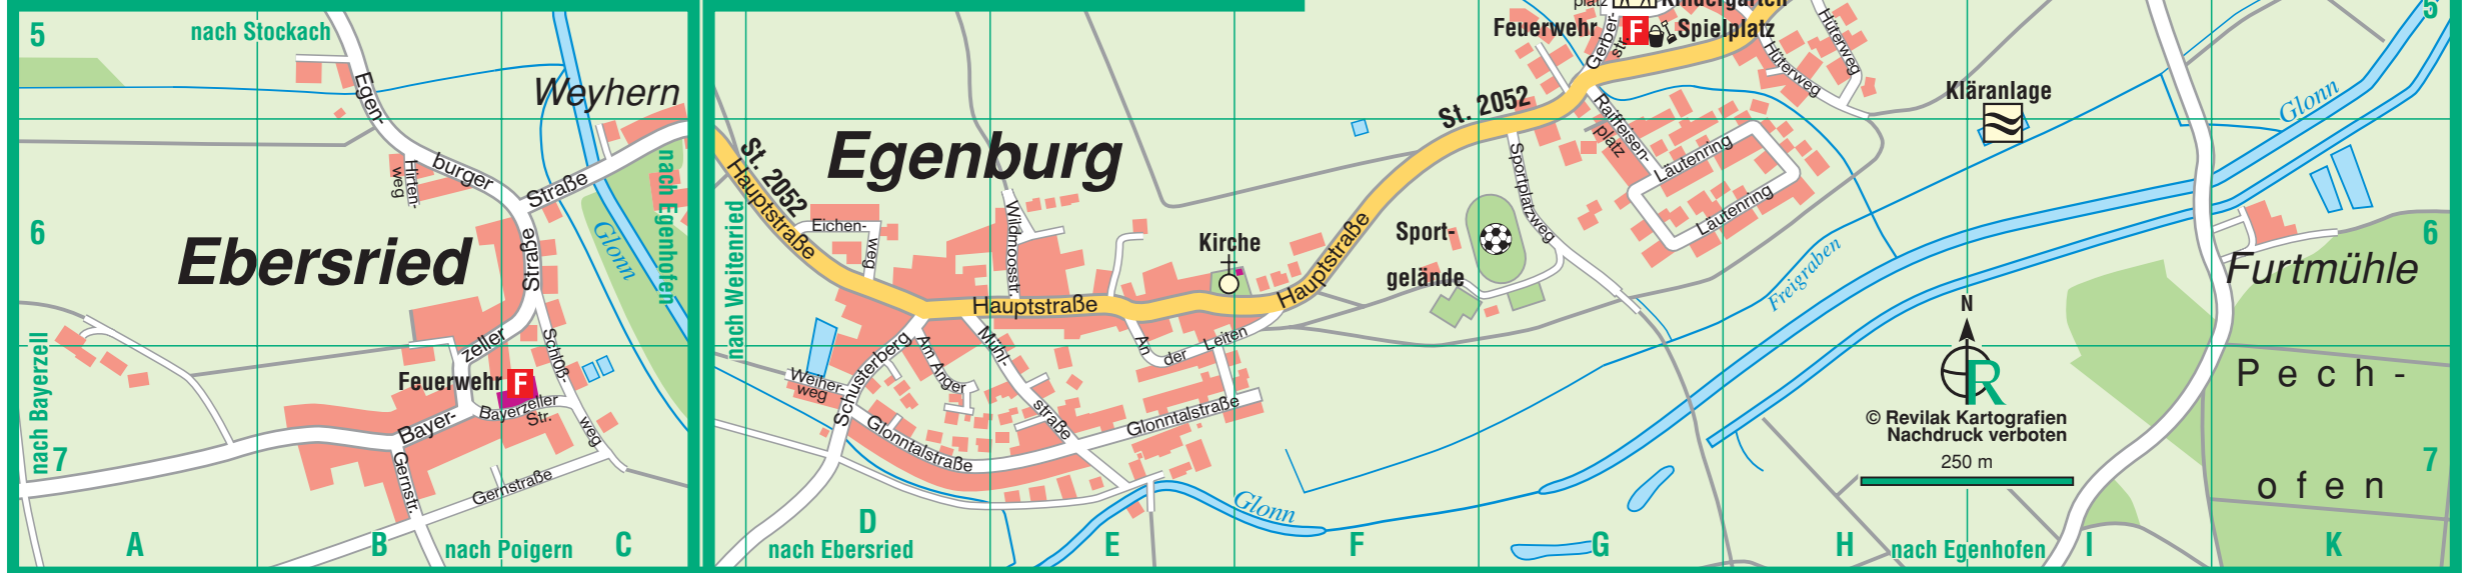 5
nach Stockach
Egen-
burger
Straße
Weyhern
Hirten-
weg
nach Egenhofen
Glonn
6
Ebersried
Straße
zeller
Bayer-
Schloß-
weg
Feuerwehr F
Bayerzeller
Str.
nach Bayerzell
7
Gernstr.
Gernstraße
A
B
nach Poigern
C
platz
Kindergarten
Feuerwehr F
Spielplatz
Gerber-
str.
Hüterweg
Hüterweg
5
St. 2052
Hauptstraße
Egenburg
St. 2052
Raiffeisen-
platz
Läutenring
Läutenring
Kläranlage
Glonn
nach Weitenried
Eichen-
weg
Wildmoosstr.
Kirche
Hauptstraße
Hauptstraße
Sport-
gelände
Sportplatzweg
Freigraben
6
Furtmühle
N
R
Schusterberg
Am Anger
Mühl-
straße
An der Leiten
Weiher-
weg
Glonntalstraße
Glonntalstraße
Pech-
ofen
© Revilak Kartografien
Nachdruck verboten
250 m
7
Glonn
D
nach Ebersried
E
F
G
H
nach Egenhofen
I
K